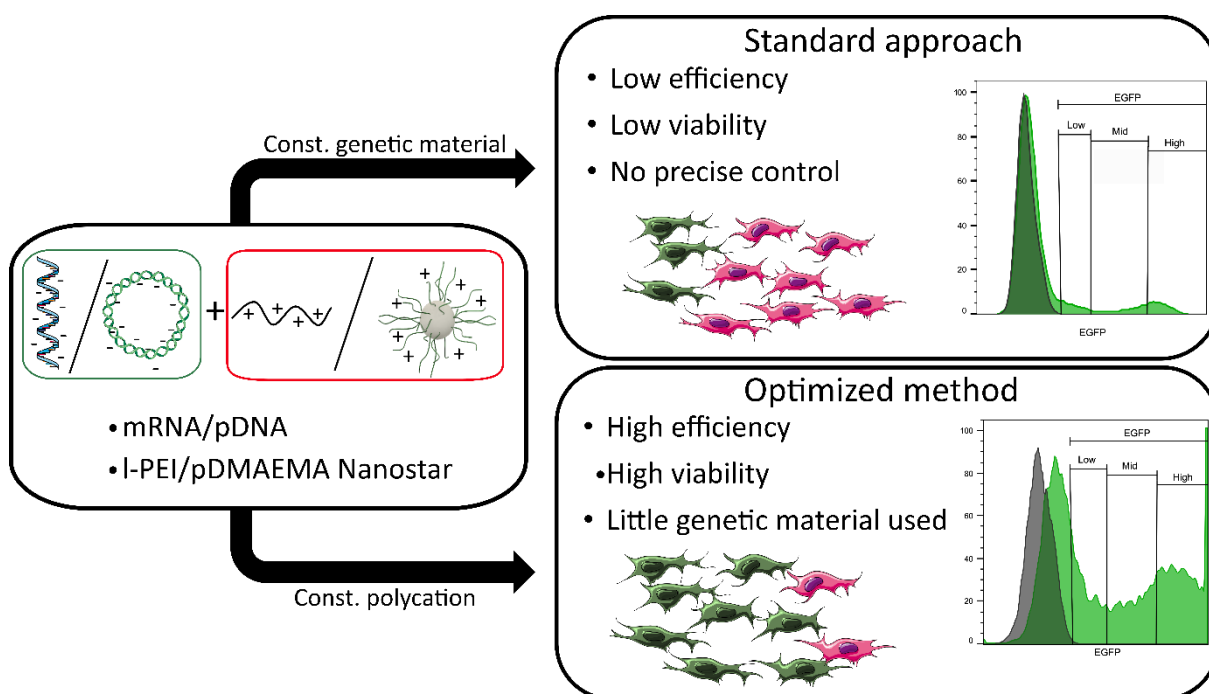 Standard approach
• Low efficiency
• Low viability
• No precise control
100
80
60
40
20
0
EGFP
Low
Mid
High
EGFP
Const. genetic material
- - - - - - - -
+
+ + + +
+ + + + + + + +
•mRNA/pDNA
•l-PEI/pDMAEMA Nanostar
Const. polycation
Optimized method
• High efficiency
•High viability
• Little genetic material used
100
80
60
40
20
0
EGFP
Low
Mid
High
EGFP